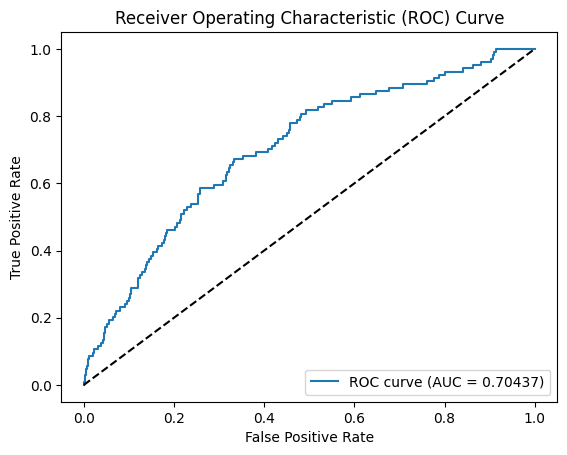 Receiver Operating Characteristic (ROC) Curve
True Positive Rate
1.0
0.8
0.6
0.4
0.2
0.0
ROC curve (AUC = 0.70437)
0.0 0.2 0.4 0.6 0.8 1.0
False Positive Rate